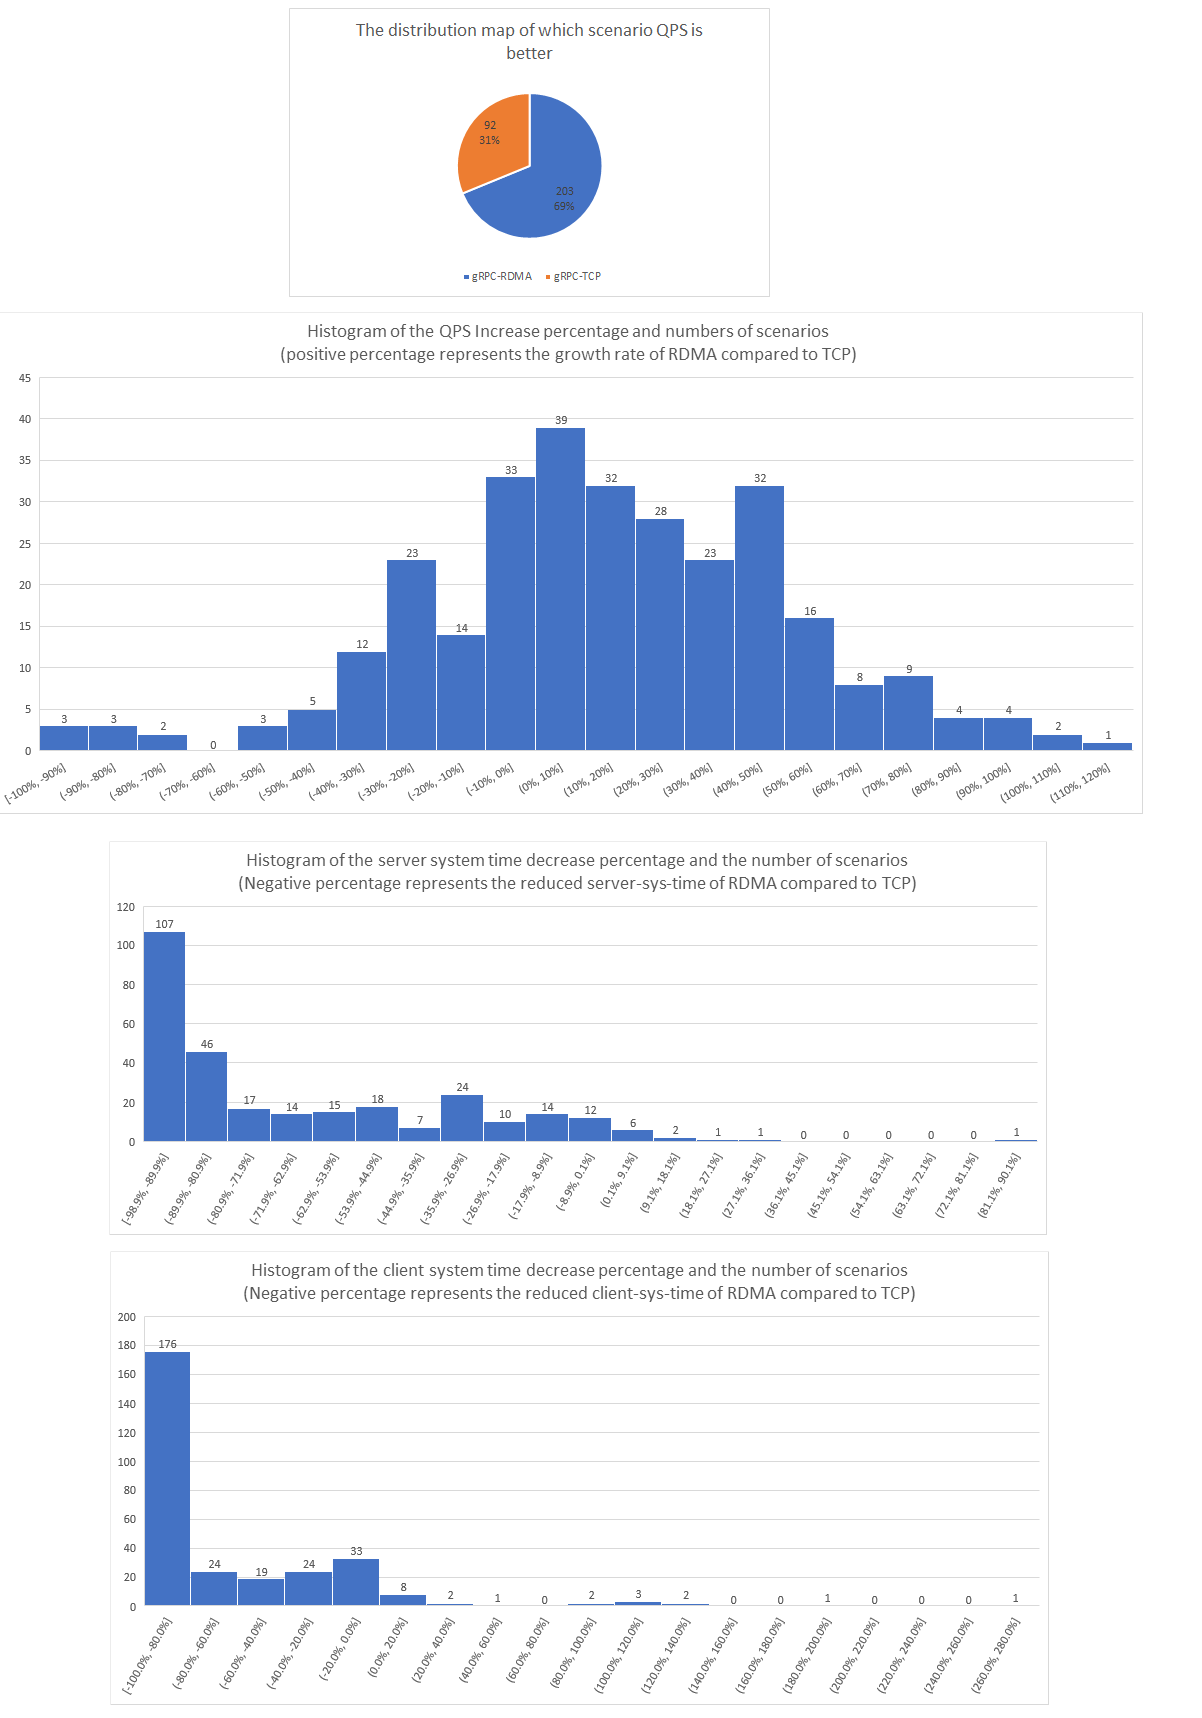 The distribution map of which scenario QPS is
better
92
31%
203
69%
gRPC-RDMA gRPC-TCP
Histogram of the QPS Increase percentage and numbers of scenarios
(positive percentage represents the growth rate of RDMA compared to TCP)
45
40
35
30
25
20
15
10
5
0
3 3 2 0 3 5 12 23 14 33 39 32 28 23 32 16 8 9 4 4 2 1
[-100%, -90%] (-90%, -80%] (-80%, -70%] (-70%, -60%] (-60%, -50%] (-50%, -40%] (-40%, -30%] (-30%, -20%] (-20%, -10%] (-10%, 0%] (0%, 10%] (10%, 20%] (20%, 30%] (30%, 40%] (40%, 50%] (50%, 60%] (60%, 70%] (70%, 80%] (80%, 90%] (90%, 100%] (100%, 110%] (110%, 120%]
Histogram of the server system time decrease percentage and the number of scenarios
(Negative percentage represents the reduced server-sys-time of RDMA compared to TCP)
120
100
80
60
40
20
0
107 46 17 14 15 18 7 24 10 14 12 6 2 1 1 0 0 0 0 0 1
[-98.9%, -89.9%] (-89.9%, -80.9%] (-80.9%, -71.9%] (-71.9%, -62.9%] (-62.9%, -53.9%] (-53.9%, -44.9%] (-44.9%, -35.9%] (-35.9%, -26.9%] (-26.9%, -17.9%] (-17.9%, -8.9%] (-8.9%, 0.1%] (0.1%, 9.1%] (9.1%, 18.1%] (18.1%, 27.1%] (27.1%, 36.1%] (36.1%, 45.1%] (45.1%, 54.1%] (54.1%, 63.1%] (63.1%, 72.1%] (72.1%, 81.1%] (81.1%, 90.1%]
Histogram of the client system time decrease percentage and the number of scenarios
(Negative percentage represents the reduced client-sys-time of RDMA compared to TCP)
200
180
160
140
120
100
80
60
40
20
0
176 24 19 24 33 8 2 1 0 2 3 2 0 0 1 0 0 0 1
[-100.0%, -80.0%] (-80.0%, -60.0%] (-60.0%, -40.0%] (-40.0%, -20.0%] (-20.0%, 0.0%] (0.0%, 20.0%] (20.0%, 40.0%] (40.0%, 60.0%] (60.0%, 80.0%] (80.0%, 100.0%] (100.0%, 120.0%] (120.0%, 140.0%] (140.0%, 160.0%] (160.0%, 180.0%] (180.0%, 200.0%] (200.0%, 220.0%] (220.0%, 240.0%] (240.0%, 260.0%] (260.0%, 280.0%]